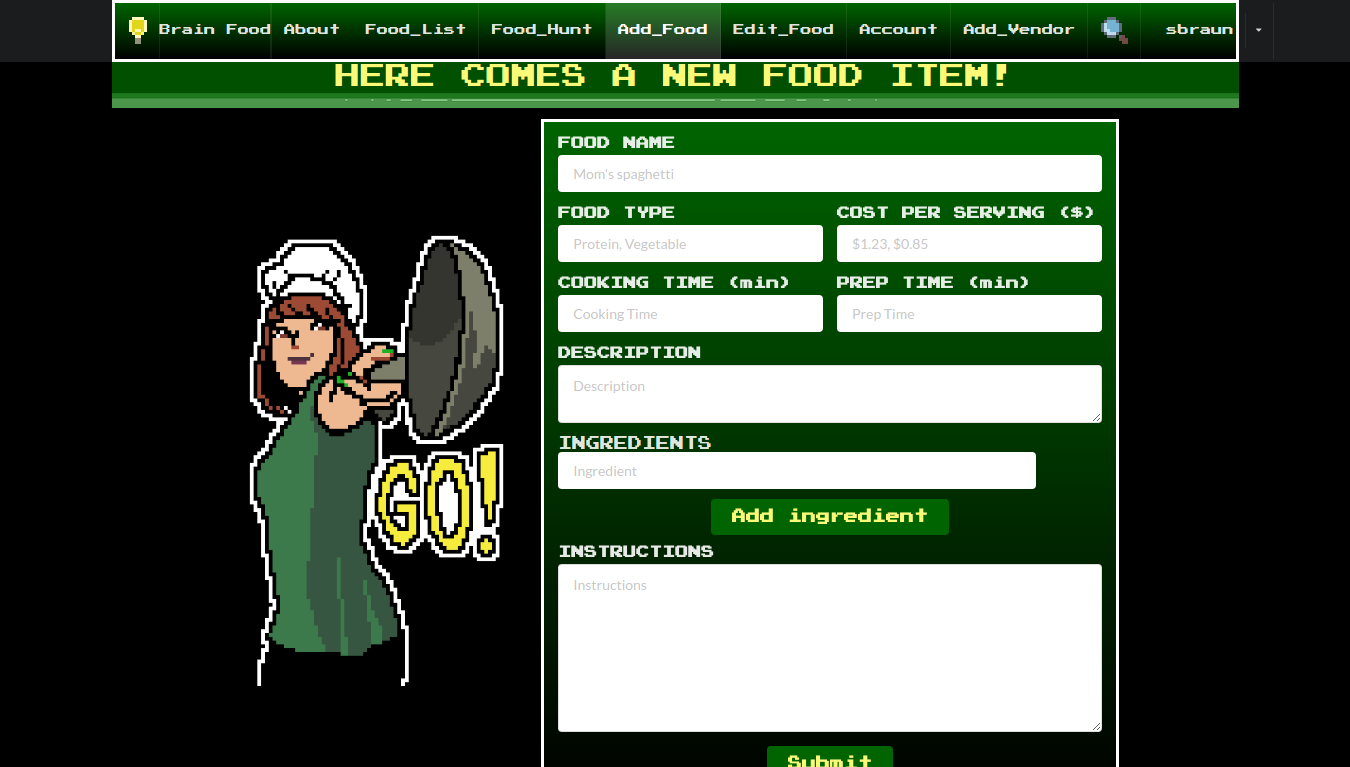 Brain Food About Food_List Food_Hunt Add_Food Edit_Food Account Add_Vendor sbraun
HERE COMES A NEW FOOD ITEM!
FOOD NAME
Mom's spaghetti
FOOD TYPE COST PER SERVING ($)
Protein, Vegetable $1.23, $0.85
COOKING TIME (min) PREP TIME (min)
Cooking Time Prep Time
DESCRIPTION
Description
INGREDIENTS
Ingredient
GO!
Add ingredient
INSTRUCTIONS
Instructions
Submit